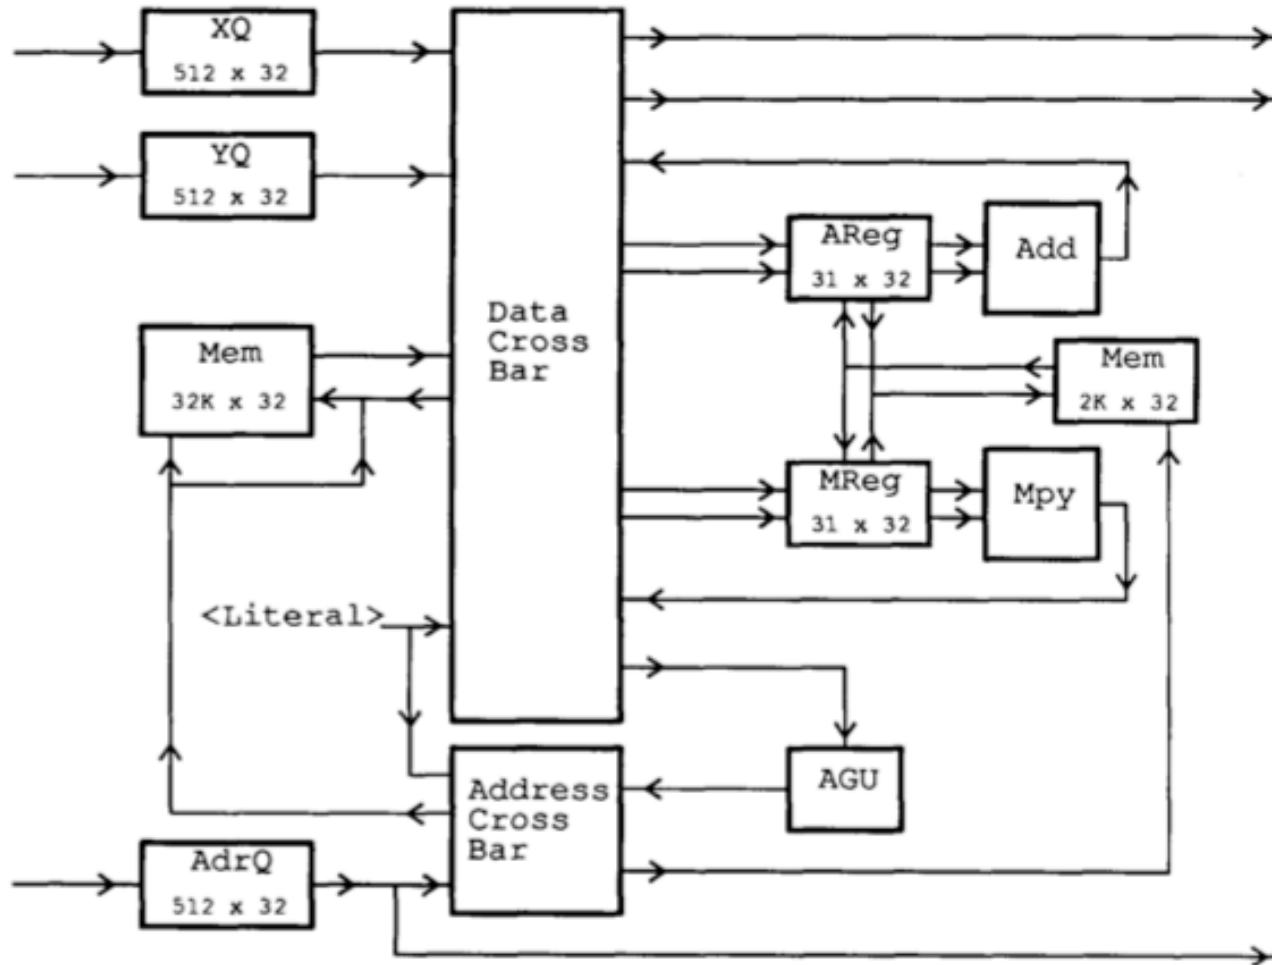 XQ
512 x 32
YQ
512 x 32
Mem
32K x 32
Data
Cross
Bar
AReg
31 x 32
Add
Mem
2K x 32
MReg
31 x 32
Mpy
<Literal>
AGU
Address
Cross
Bar
AdrQ
512 x 32